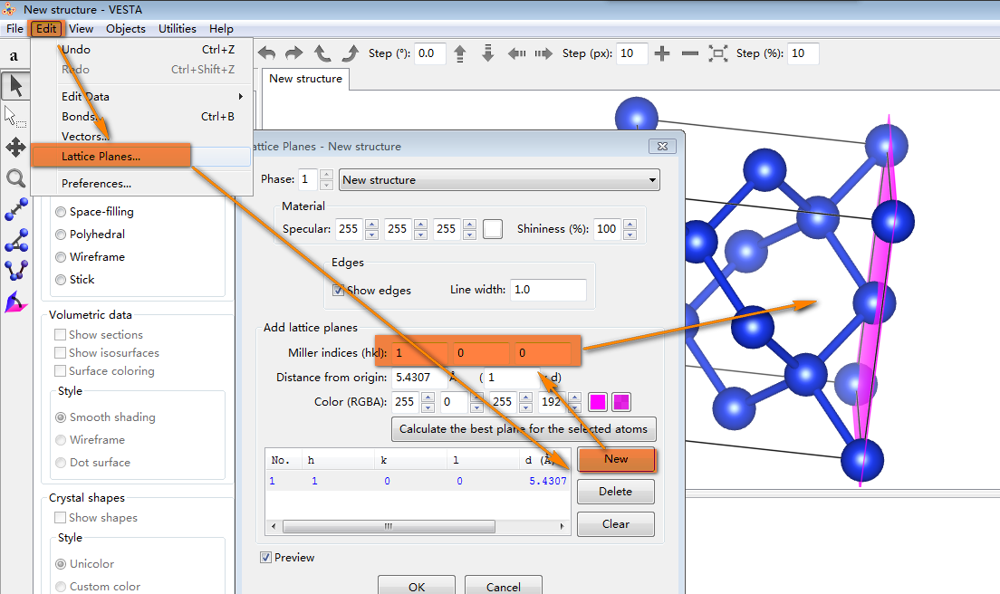 New structure - VESTA
File Edit View Objects Utilities Help
a
Undo Ctrl+Z
Redo Ctrl+Shift+Z
Edit Data
Bonds... Ctrl+B
Vectors...
Lattice Planes...
Preferences...
Step (°): 0.0 Step (px): 10 Step (%): 10
New structure
Space-filling
Polyhedral
Wireframe
Stick
Volumetric data
Show sections
Show isosurfaces
Surface coloring
Style
Smooth shading
Wireframe
Dot surface
Crystal shapes
Show shapes
Style
Unicolor
Custom color
attice Planes - New structure
Phase: 1 New structure
Material
Specular: 255 255 255 Shininess (%): 100
Edges
Show edges Line width: 1.0
Add lattice planes
Miller indices (hkl): 1 0 0
Distance from origin: 5.4307 Å ( 1 x d)
Color (RGBA): 255 0 255 192
Calculate the best plane for the selected atoms
No. h k l d (Å)
1 1 0 0 5.4307
New
Delete
Clear
Preview
OK Cancel